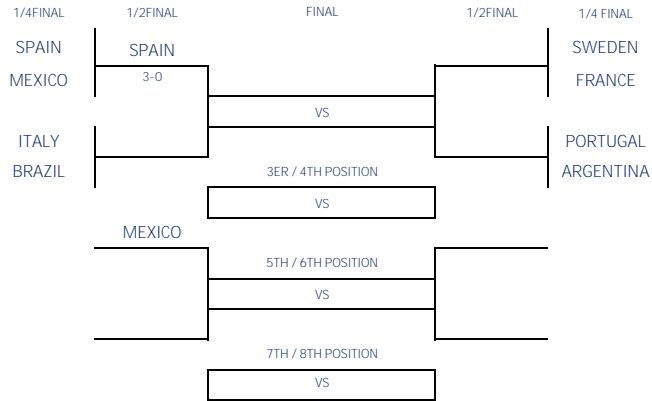 1/4FINAL 1/2FINAL FINAL 1/2FINAL 1/4 FINAL
SPAIN SPAIN SWEDEN
MEXICO 3-0 FRANCE
VS
ITALY PORTUGAL
BRAZIL 3ER / 4TH POSITION ARGENTINA
VS
MEXICO
5TH / 6TH POSITION
VS
7TH / 8TH POSITION
VS